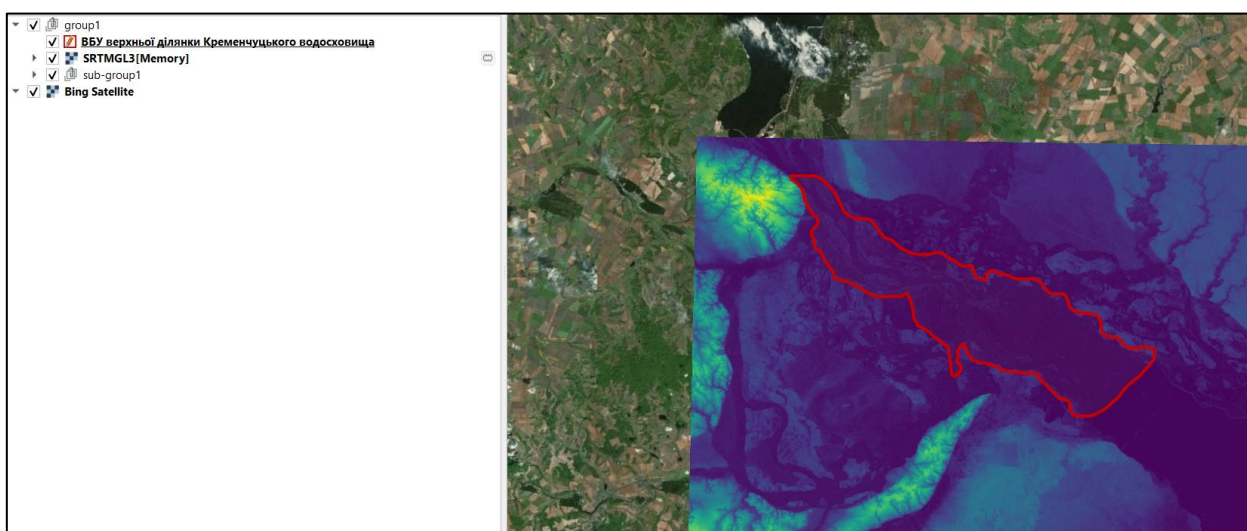 group1
ВБУ верхньої ділянки Кременчуцького водосховища
SRTMGL3[Memory]
sub-group1
Bing Satellite